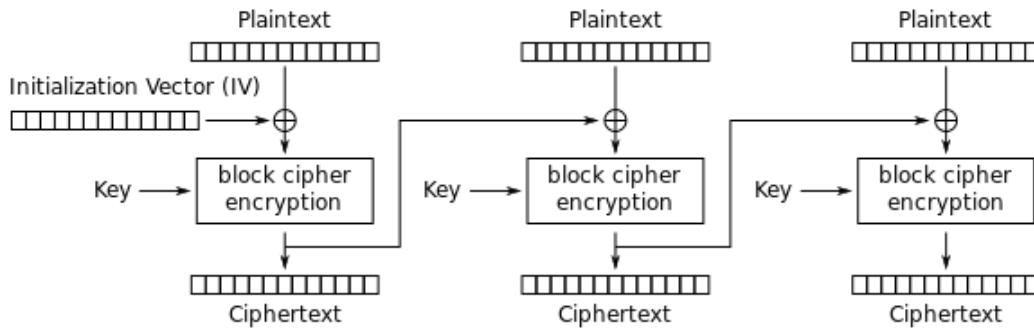 Plaintext
Plaintext
Plaintext
Initialization Vector (IV)
Key
block cipher
encryption
Key
block cipher
encryption
Key
block cipher
encryption
Ciphertext
Ciphertext
Ciphertext